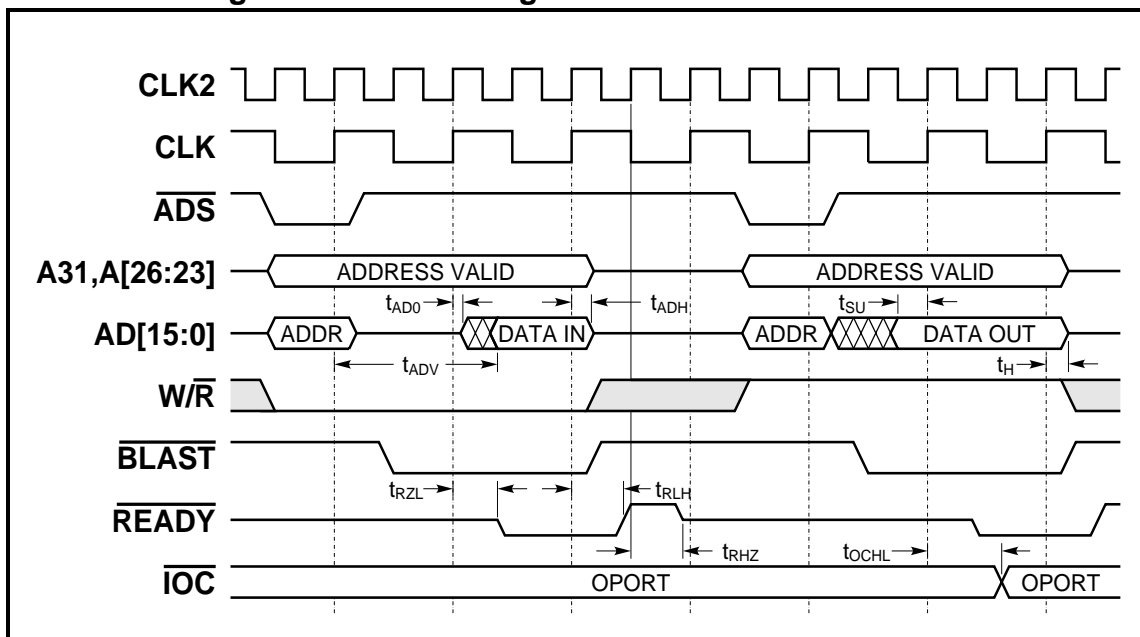 CLK2
CLK
ADS
A31,A[26:23] ADDRESS VALID ADDRESS VALID
tAD0 tADH tSU
AD[15:0] ADDR DATA IN ADDR DATA OUT
tADV tH
W/R
BLAST
tRZL tRLH
READY
tRHZ tOCHL
IOC OPORT OPORT